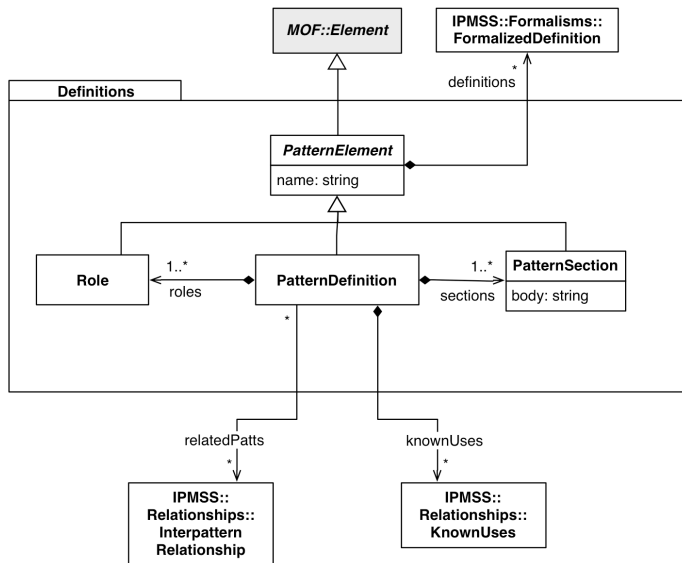 MOF::Element
IPMSS::Formalisms::
FormalizedDefinition
*
definitions
Definitions
PatternElement
name: string
Role
1..*
roles
PatternDefinition
1..*
sections
PatternSection
body: string
*
relatedPatts
*
knownUses
*
IPMSS::
Relationships::
Interpattern
Relationship
IPMSS::
Relationships::
KnownUses